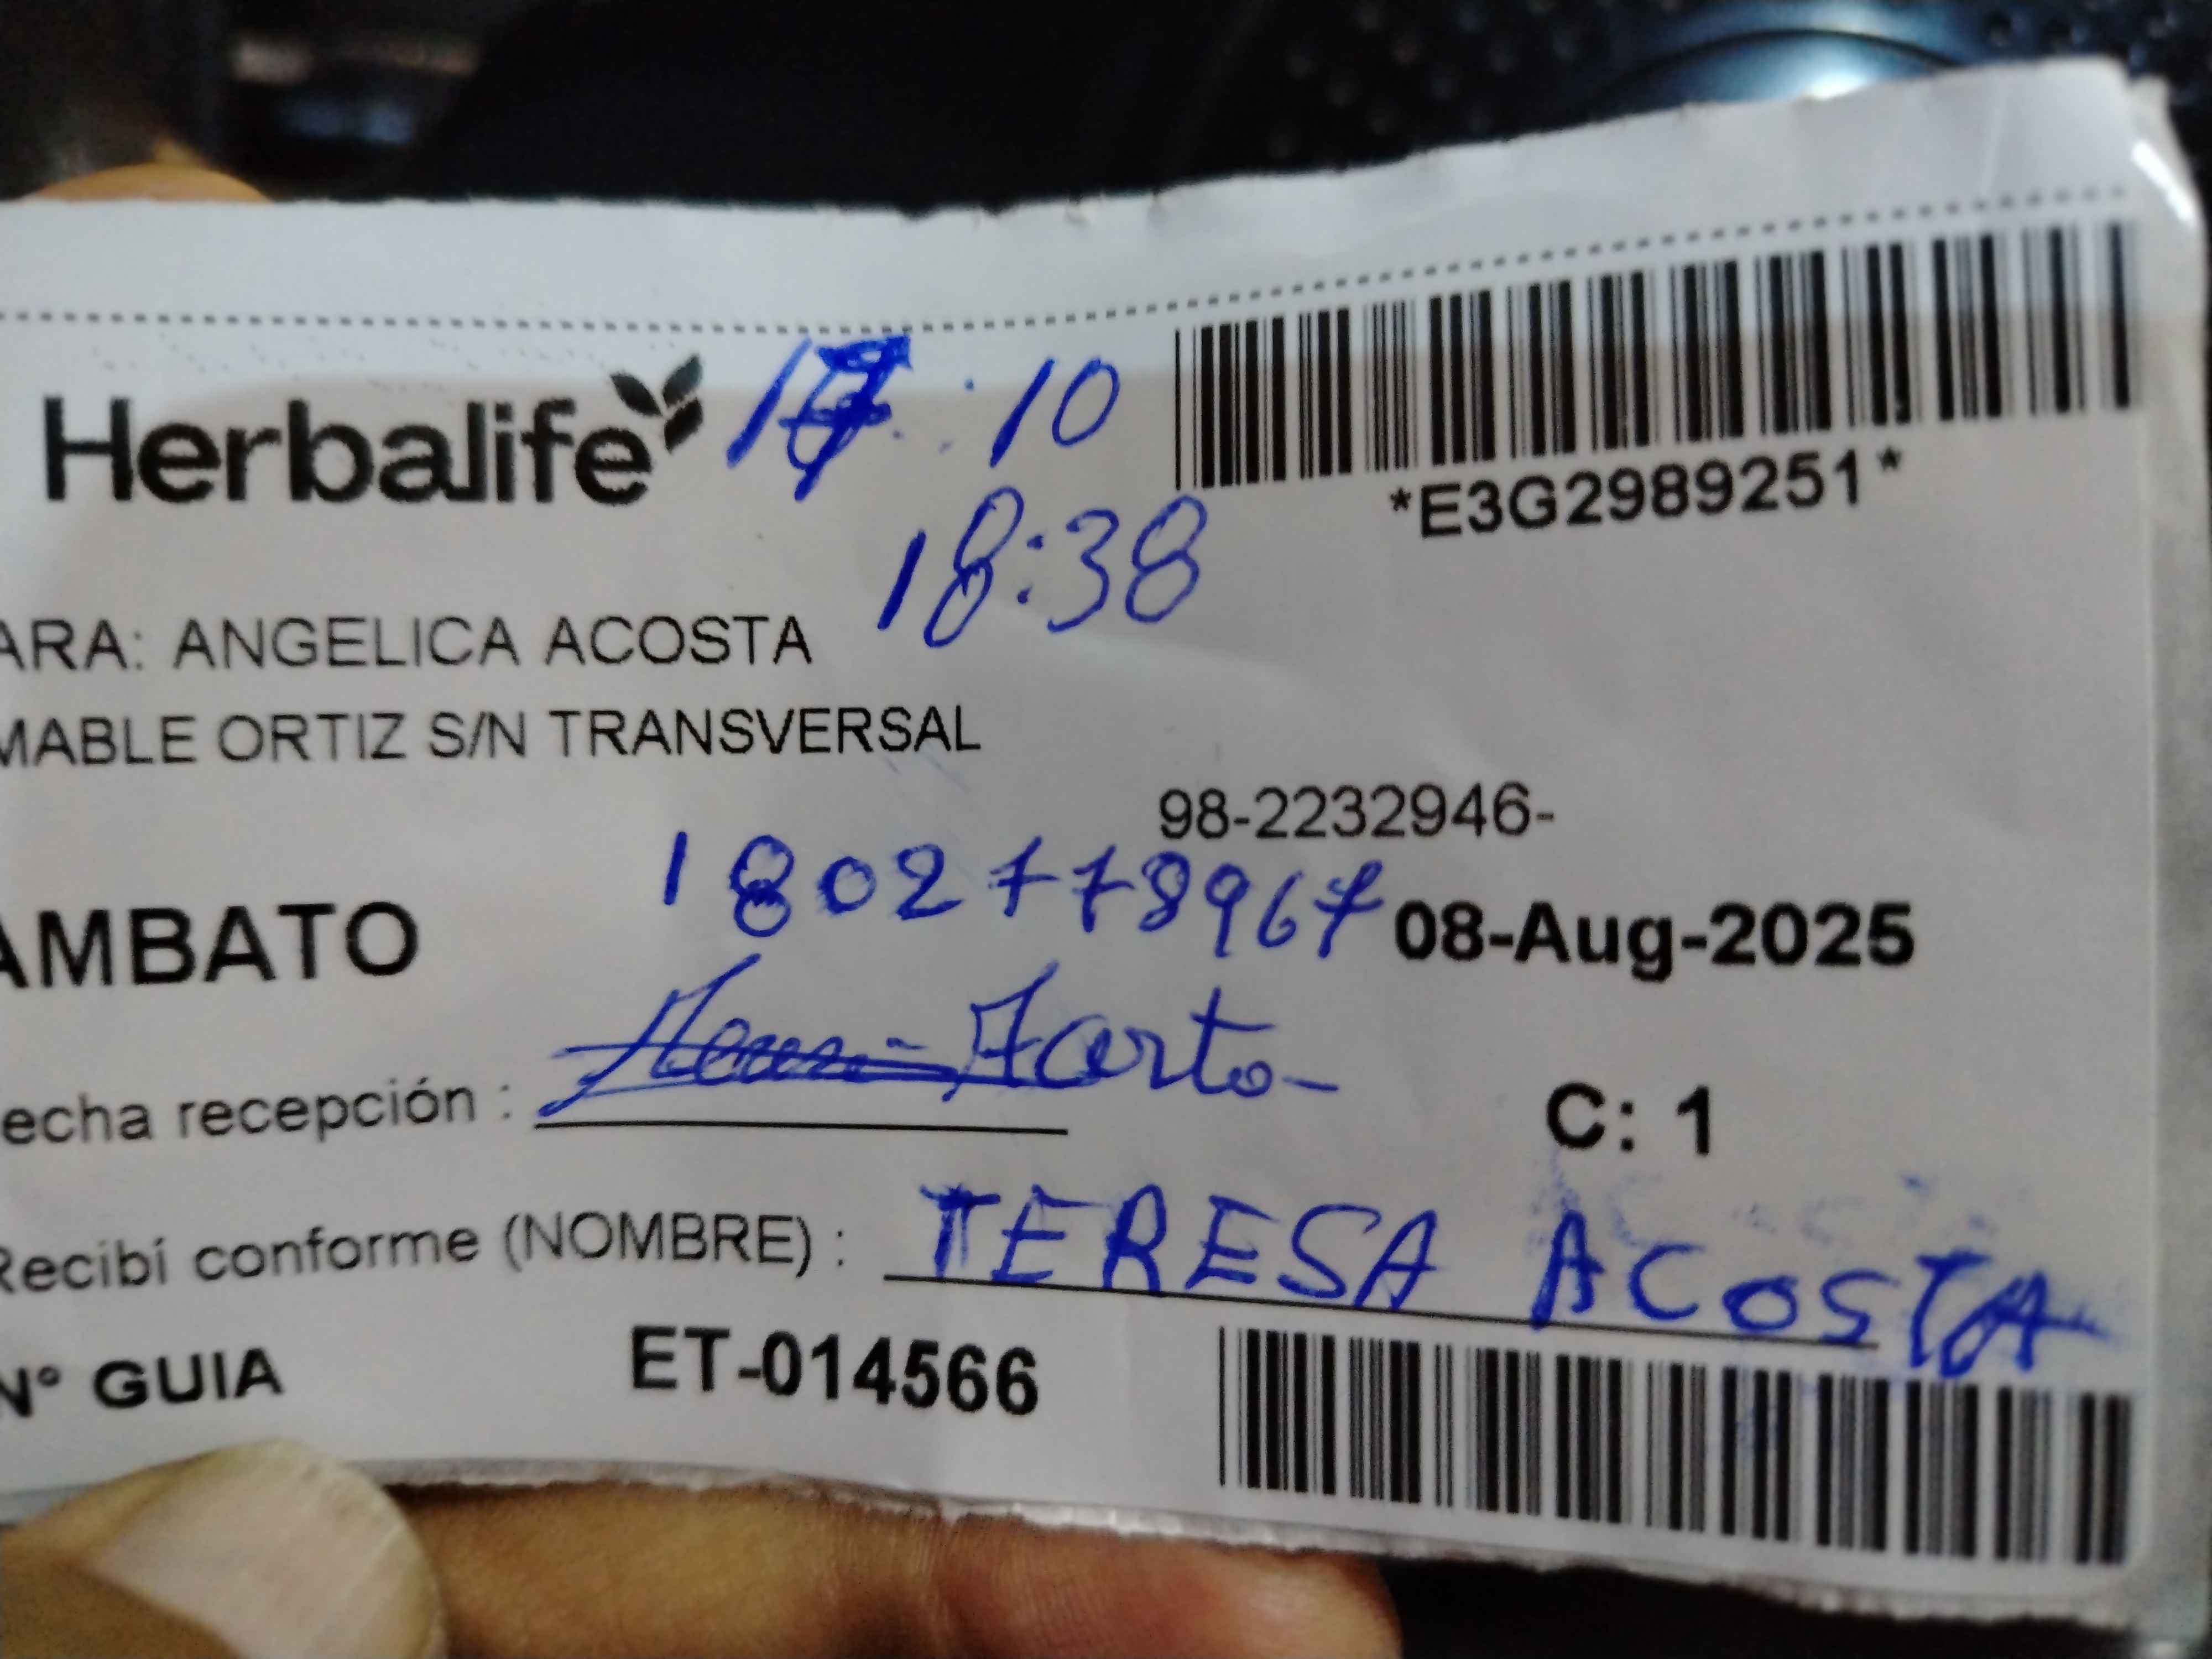 Herbalife
: 10
*E3G2989251*
18:38
ARA: ANGELICA ACOSTA
MABLE ORTIZ S/N TRANSVERSAL
98-2232946-
1802778967
AMBATO
08-Aug-2025
echa recepción :
C: 1
Recibí conforme (NOMBRE) : TERESA ACOSTA
N° GUIA ET-014566